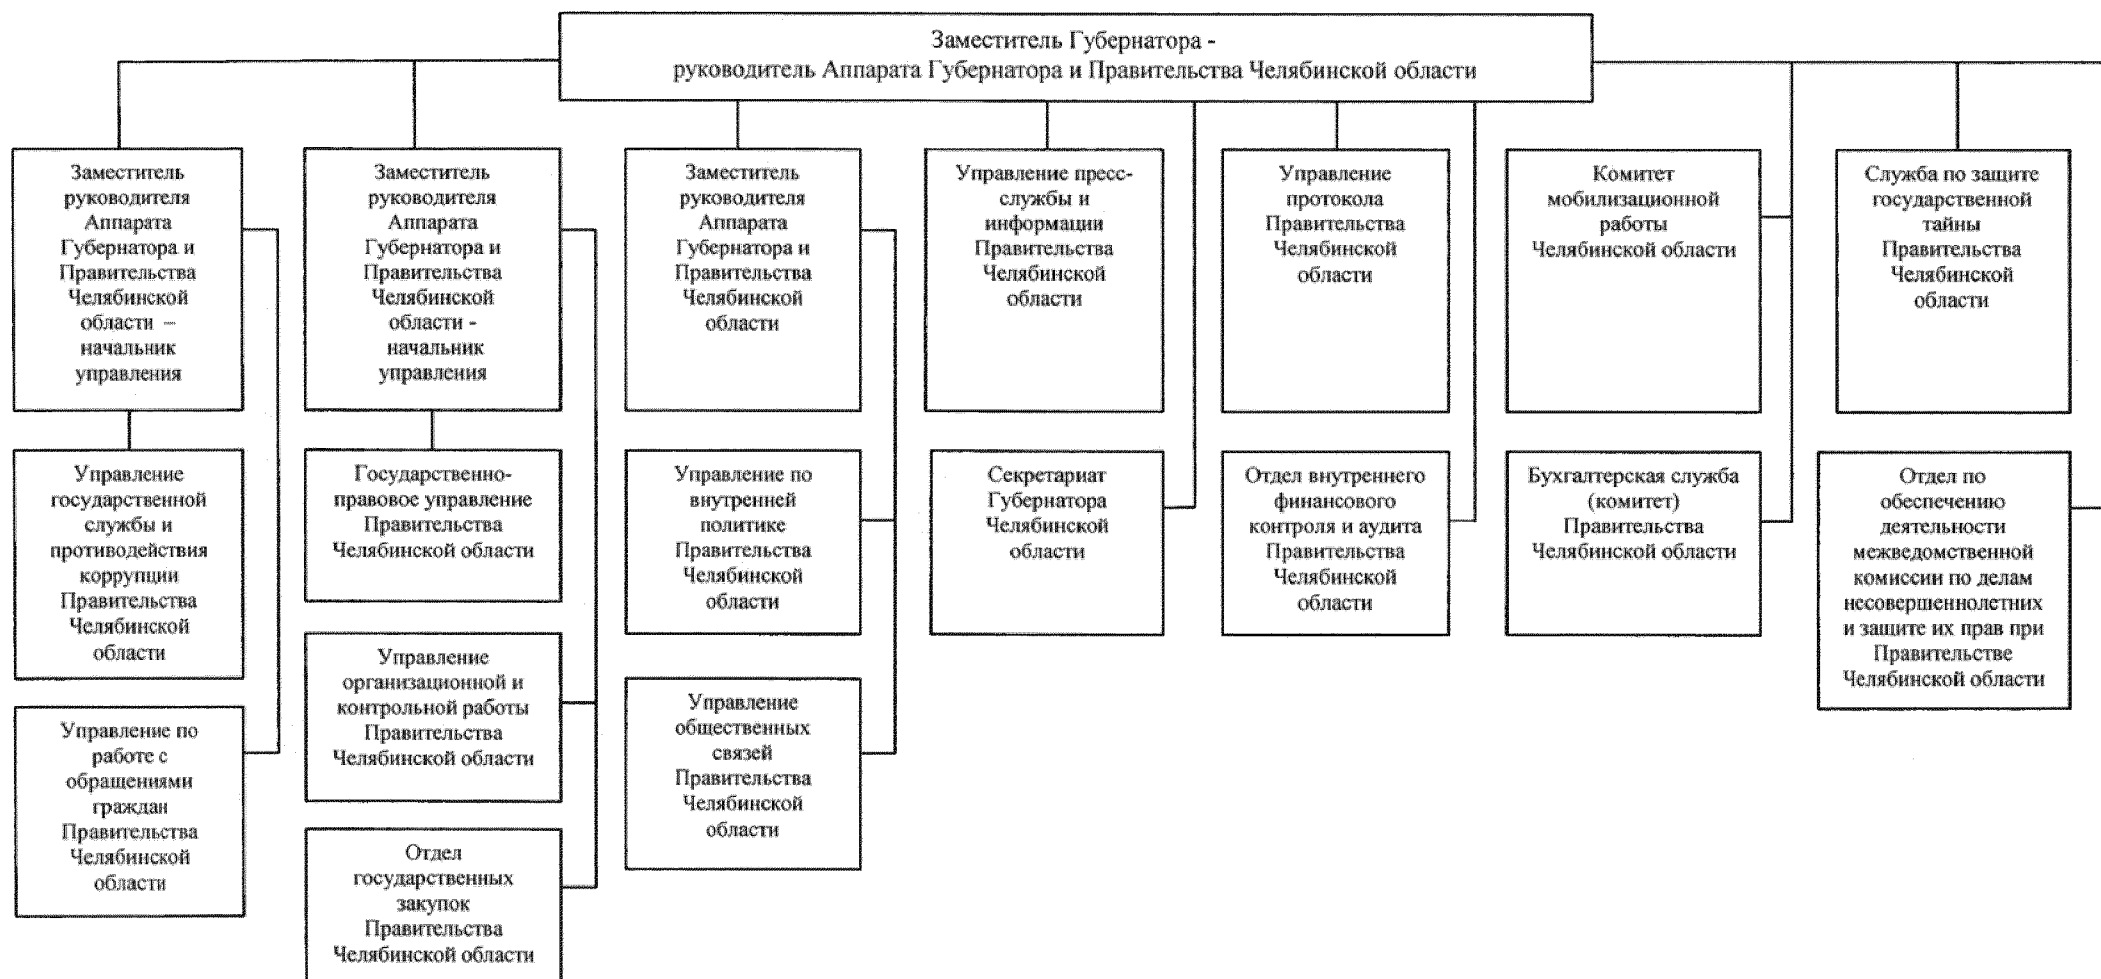 Заместитель Губернатора -
руководитель Аппарата Губернатора и Правительства Челябинской области
Заместитель
руководителя
Аппарата
Губернатора и
Правительства
Челябинской
области –
начальник
управления
Заместитель
руководителя
Аппарата
Губернатора и
Правительства
Челябинской
области -
начальник
управления
Заместитель
руководителя
Аппарата
Губернатора и
Правительства
Челябинской
области
Управление пресс-
службы и
информации
Правительства
Челябинской
области
Управление
протокола
Правительства
Челябинской
области
Комитет
мобилизационной
работы
Челябинской области
Служба по защите
государственной
тайны
Правительства
Челябинской
области
Управление
государственной
службы и
противодействия
коррупции
Правительства
Челябинской
области
Государственно-
правовое управление
Правительства
Челябинской области
Управление по
внутренней
политике
Правительства
Челябинской
области
Секретариат
Губернатора
Челябинской
области
Отдел внутреннего
финансового
контроля и аудита
Правительства
Челябинской
области
Бухгалтерская служба
(комитет)
Правительства
Челябинской области
Отдел по
обеспечению
деятельности
межведомственной
комиссии по делам
несовершеннолетних
и защите их прав при
Правительстве
Челябинской области
Управление по
работе с
обращениями
граждан
Правительства
Челябинской
области
Управление
организационной и
контрольной работы
Правительства
Челябинской области
Управление
общественных
связей
Правительства
Челябинской
области
Отдел
государственных
закупок
Правительства
Челябинской области